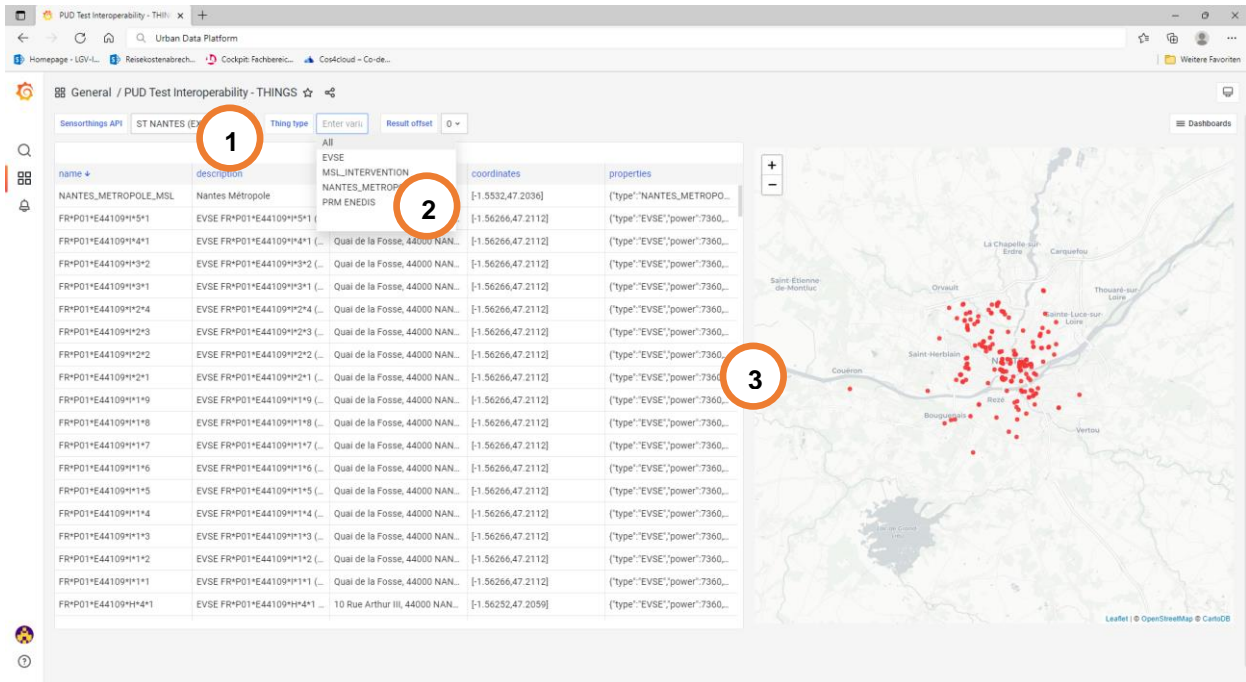 PUD Test Interoperability - THIN
Urban Data Platform
Homepage - LGV-I... Reisekostenabrech... Cockpit: Fachbereic... Cos4cloud – Co-de... Weitere Favoriten
General / PUD Test Interoperability - THINGS
Sensorthings API ST NANTES (EX Thing type Enter varia Result offset 0 Dashboards
1
All
EVSE
MSL_INTERVENTION
NANTES_METROPO
PRM ENEDIS
2
name description coordinates properties
NANTES_METROPOLE_MSL Nantes Métropole [-1.5532,47.2036] {"type":"NANTES_METROPO...
FR*P01*E44109*I*5*1 EVSE FR*P01*E44109*I*5*1 ( [-1.56266,47.2112] {"type":"EVSE","power":7360,...
FR*P01*E44109*I*4*1 EVSE FR*P01*E44109*I*4*1 (... Quai de la Fosse, 44000 NAN... [-1.56266,47.2112] {"type":"EVSE","power":7360,...
FR*P01*E44109*I*3*2 EVSE FR*P01*E44109*I*3*2 (... Quai de la Fosse, 44000 NAN... [-1.56266,47.2112] {"type":"EVSE","power":7360,...
FR*P01*E44109*I*3*1 EVSE FR*P01*E44109*I*3*1 (... Quai de la Fosse, 44000 NAN... [-1.56266,47.2112] {"type":"EVSE","power":7360,...
FR*P01*E44109*I*2*4 EVSE FR*P01*E44109*I*2*4 (... Quai de la Fosse, 44000 NAN... [-1.56266,47.2112] {"type":"EVSE","power":7360,...
FR*P01*E44109*I*2*3 EVSE FR*P01*E44109*I*2*3 (... Quai de la Fosse, 44000 NAN... [-1.56266,47.2112] {"type":"EVSE","power":7360,...
FR*P01*E44109*I*2*2 EVSE FR*P01*E44109*I*2*2 (... Quai de la Fosse, 44000 NAN... [-1.56266,47.2112] {"type":"EVSE","power":7360,...
FR*P01*E44109*I*2*1 EVSE FR*P01*E44109*I*2*1 (... Quai de la Fosse, 44000 NAN... [-1.56266,47.2112] {"type":"EVSE","power":7360
FR*P01*E44109*I*1*9 EVSE FR*P01*E44109*I*1*9 (... Quai de la Fosse, 44000 NAN... [-1.56266,47.2112] {"type":"EVSE","power":7360,...
FR*P01*E44109*I*1*8 EVSE FR*P01*E44109*I*1*8 (... Quai de la Fosse, 44000 NAN... [-1.56266,47.2112] {"type":"EVSE","power":7360,...
FR*P01*E44109*I*1*7 EVSE FR*P01*E44109*I*1*7 (... Quai de la Fosse, 44000 NAN... [-1.56266,47.2112] {"type":"EVSE","power":7360,...
FR*P01*E44109*I*1*6 EVSE FR*P01*E44109*I*1*6 (... Quai de la Fosse, 44000 NAN... [-1.56266,47.2112] {"type":"EVSE","power":7360,...
FR*P01*E44109*I*1*5 EVSE FR*P01*E44109*I*1*5 (... Quai de la Fosse, 44000 NAN... [-1.56266,47.2112] {"type":"EVSE","power":7360,...
FR*P01*E44109*I*1*4 EVSE FR*P01*E44109*I*1*4 (... Quai de la Fosse, 44000 NAN... [-1.56266,47.2112] {"type":"EVSE","power":7360,...
FR*P01*E44109*I*1*3 EVSE FR*P01*E44109*I*1*3 (... Quai de la Fosse, 44000 NAN... [-1.56266,47.2112] {"type":"EVSE","power":7360,...
FR*P01*E44109*I*1*2 EVSE FR*P01*E44109*I*1*2 (... Quai de la Fosse, 44000 NAN... [-1.56266,47.2112] {"type":"EVSE","power":7360,...
FR*P01*E44109*I*1*1 EVSE FR*P01*E44109*I*1*1 (... Quai de la Fosse, 44000 NAN... [-1.56266,47.2112] {"type":"EVSE","power":7360,...
FR*P01*E44109*H*4*1 EVSE FR*P01*E44109*H*4*1 ... 10 Rue Arthur III, 44000 NAN... [-1.56252,47.2059] {"type":"EVSE","power":7360,...
3
+
−
La Chapelle-sur-
Erdre
Carquefou
Saint-Étienne-
de-Montluc
Orvault
Thouaré-sur-
Loire
Sainte-Luce-sur-
Loire
Saint-Herblain
NANTES
Couëron
Rezé
Bouguenais
Vertou
Leaflet | © OpenStreetMap © CartoDB